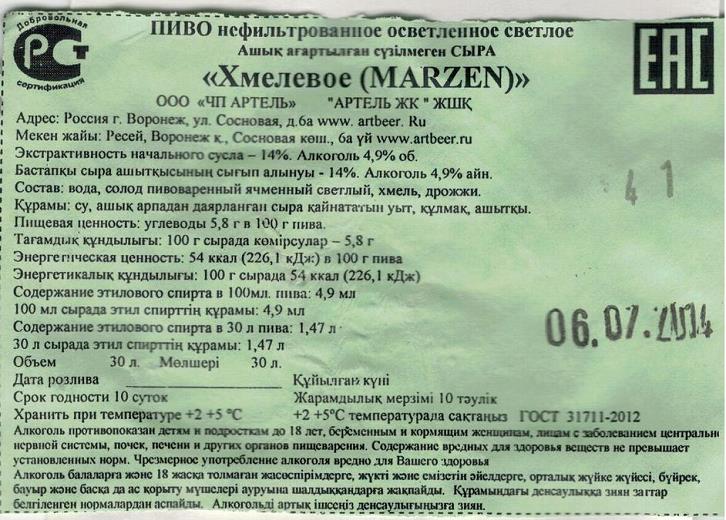 Добровольная
РСТ
сертификация
ПИВО нефильтрованное осветленное светлое
Ашық ағартылған сүзілмеген СЫРА
«Хмелевое (MARZEN)»
EAC
ООО «ЧП АРТЕЛЬ» "АРТЕЛЬ ЖК " ЖШҚ
Адрес: Россия г. Воронеж, ул. Сосновая, д.6а www. artbeer. Ru
Мекен жайы: Ресей, Воронеж к., Сосновая көш., 6а үй www.artbeer.ru
Экстрактивность начального сусла – 14%. Алкоголь 4,9% об.
Бастапқы сыра ашытқысының сығып алынуы - 14%. Алкоголь 4,9% айн.
Состав: вода, солод пивоваренный ячменный светлый, хмель, дрожжи.
Құрамы: су, ашық арпадан даярланған сыра қайнататын уыт, құлмақ, ашытқы.
41
Пищевая ценность: углеводы 5,8 г в 100 г пива.
Тағамдық құндылығы: 100 г сырада көмірсулар – 5,8 г
Энергетическая ценность: 54 ккал (226,1 кДж) в 100 г пива
Энергетикалық құндылығы: 100 г сырада 54 ккал (226,1 кДж)
Содержание этилового спирта в 100мл. пива: 4,9 мл
100 мл сырада этил спирттің құрамы: 4,9 мл
Содержание этилового спирта в 30 л пива: 1,47 л
06.07.2014
30 л сырада этил спирттің құрамы: 1,47 л
Объем 30 л. Мөлшері 30 л.
Дата розлива Құйылған күні
Срок годности 10 суток Жарамдылық мерзімі 10 тәулік
Хранить при температуре +2 +5ºС +2 +5ºС температурада сақтаңыз ГОСТ 31711-2012
Алкоголь противопоказан детям и подросткам до 18 лет, беременным и кормящим женщинам, лицам с заболеванием центрально
нервной системы, почек, печени и других органов пищеварения. Содержание вредных для здоровья веществ не превышает
установленных норм. Чрезмерное употребление алкоголя вредно для Вашего здоровья
Алкоголь балаларға және 18 жасқа толмаған жасөспірімдерге, жүкті және емізетін әйелдерге, орталық жүйке жүйесі, бүйрек,
бауыр және басқа да ас қорыту мүшелері ауруына шалдыққандарға жақпайды. Құрамындағы денсаулыққа зиян заттар
белгіленген нормалардан аспайды. Алкогольді артық ішсеңіз денсаулығыңызға зиян.